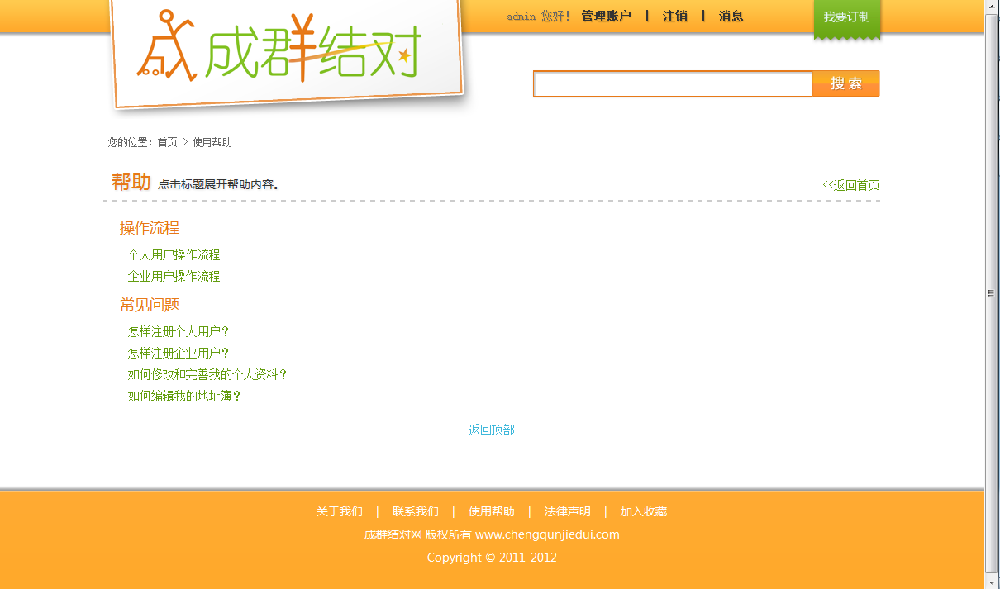 admin 您好! 管理账户 | 注销 | 消息
我要订制
成群结对
搜 索
您的位置：首页 > 使用帮助
帮助 点击标题展开帮助内容。
<<返回首页
操作流程
个人用户操作流程
企业用户操作流程
常见问题
怎样注册个人用户？
怎样注册企业用户？
如何修改和完善我的个人资料？
如何编辑我的地址簿？
返回顶部
关于我们 | 联系我们 | 使用帮助 | 法律声明 | 加入收藏
成群结对网 版权所有 www.chengqunjiedui.com
Copyright © 2011-2012